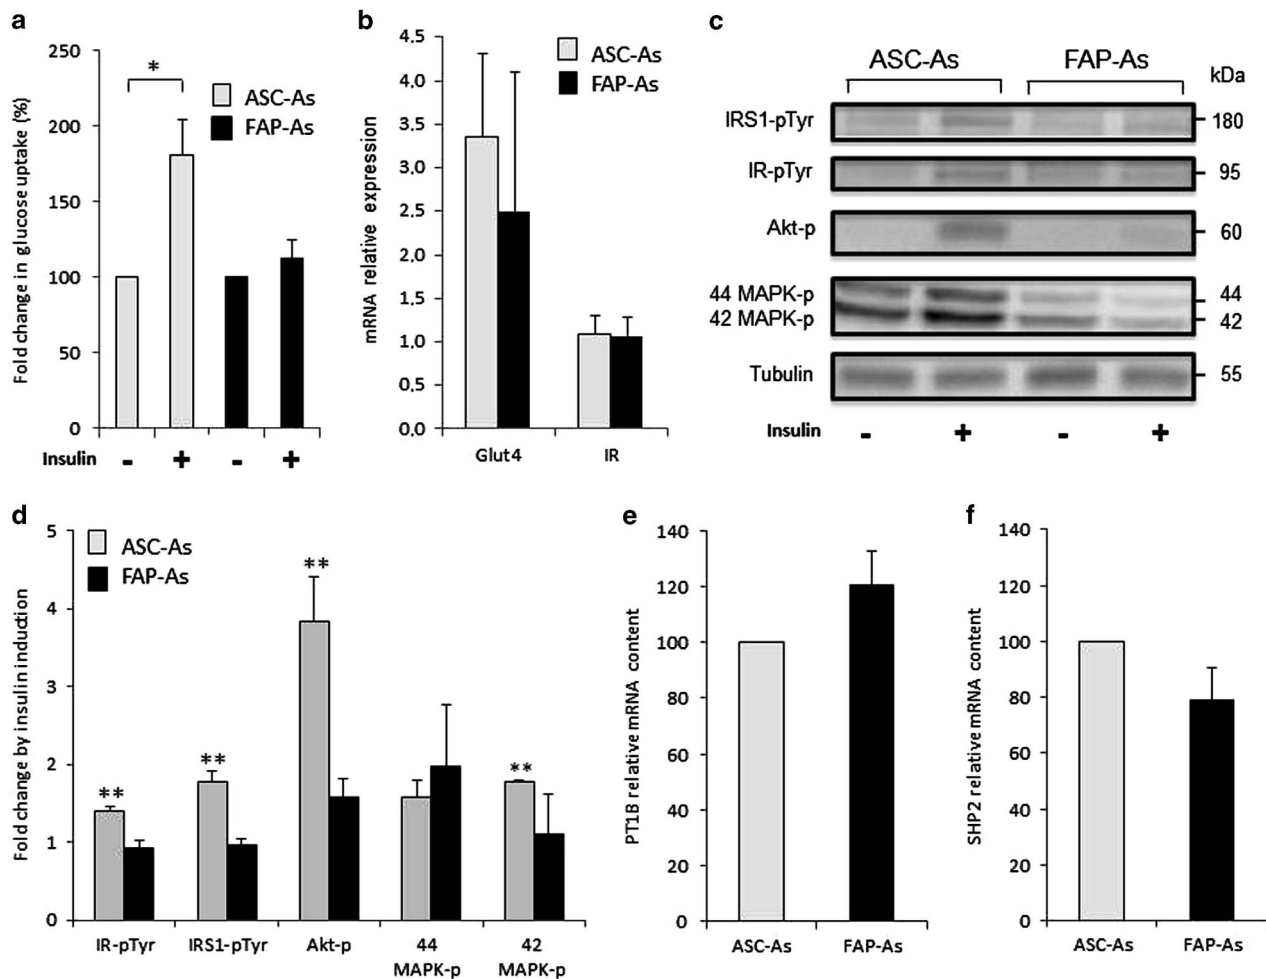 a
250
200
150
100
50
0
Fold change in glucose uptake (%)
*
ASC-As
FAP-As
Insulin - + - +
b
4.5
4.0
3.5
3.0
2.5
2.0
1.5
1.0
0.5
0.0
mRNA relative expression
ASC-As
FAP-As
Glut4 IR
c
ASC-As FAP-As
kDa
IRS1-pTyr 180
IR-pTyr 95
Akt-p 60
44 MAPK-p 44
42 MAPK-p 42
Tubulin 55
Insulin - + - +
d
5
4
3
2
1
0
Fold change by insulin induction
ASC-As
FAP-As
** ** ** **
IR-pTyr IRS1-pTyr Akt-p 44 42
MAPK-p MAPK-p
e
140
120
100
80
60
40
20
0
PT1B relative mRNA content
ASC-As FAP-As
f
140
120
100
80
60
40
20
0
SHP2 relative mRNA content
ASC-As FAP-As